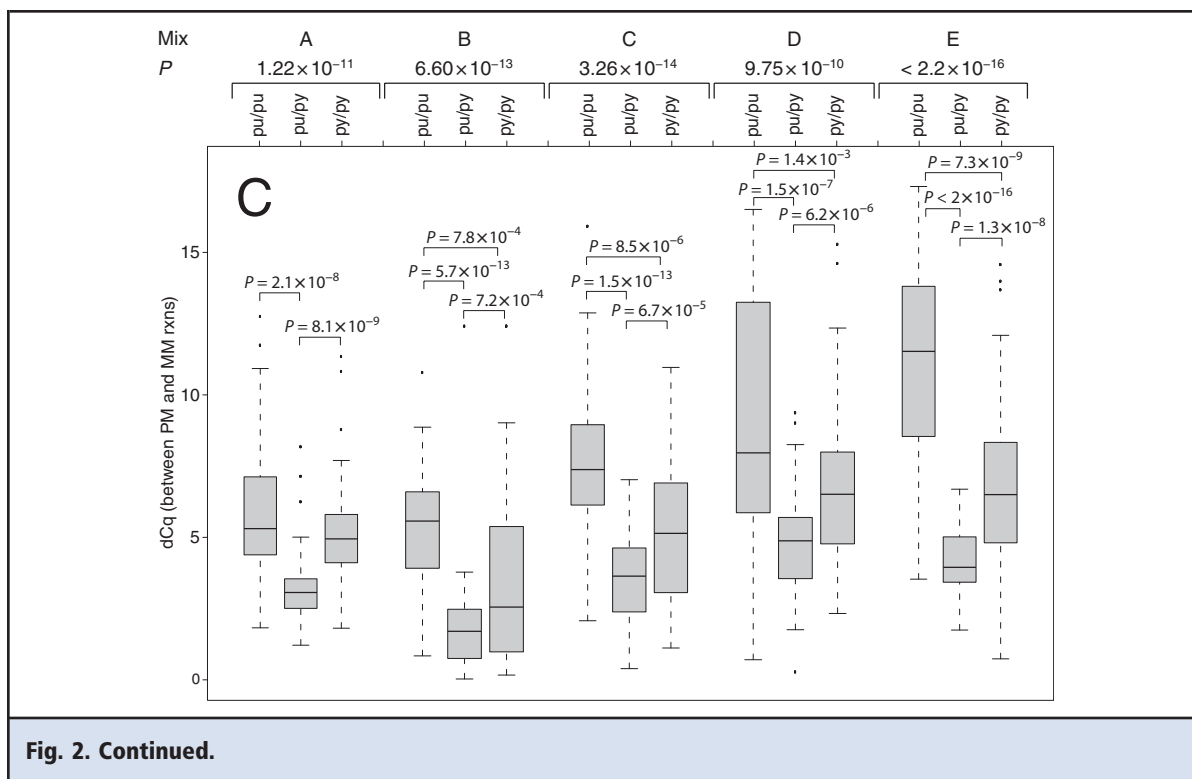 Mix A B C D E
P 1.22×10⁻¹¹ 6.60×10⁻¹³ 3.26×10⁻¹⁴ 9.75×10⁻¹⁰ < 2.2×10⁻¹⁶
pu/pu pu/py py/py pu/pu pu/py py/py pu/pu pu/py py/py pu/pu pu/py py/py pu/pu pu/py py/py
C
P = 1.4×10⁻³
P = 7.3×10⁻⁹
P = 1.5×10⁻⁷
P < 2×10⁻¹⁶
P = 6.2×10⁻⁶
P = 1.3×10⁻⁸
P = 7.8×10⁻⁴
P = 8.5×10⁻⁶
P = 2.1×10⁻⁸
P = 5.7×10⁻¹³
P = 1.5×10⁻¹³
P = 8.1×10⁻⁹
P = 7.2×10⁻⁴
P = 6.7×10⁻⁵
15
10
5
0
dCq (between PM and MM rxns)
Fig. 2. Continued.